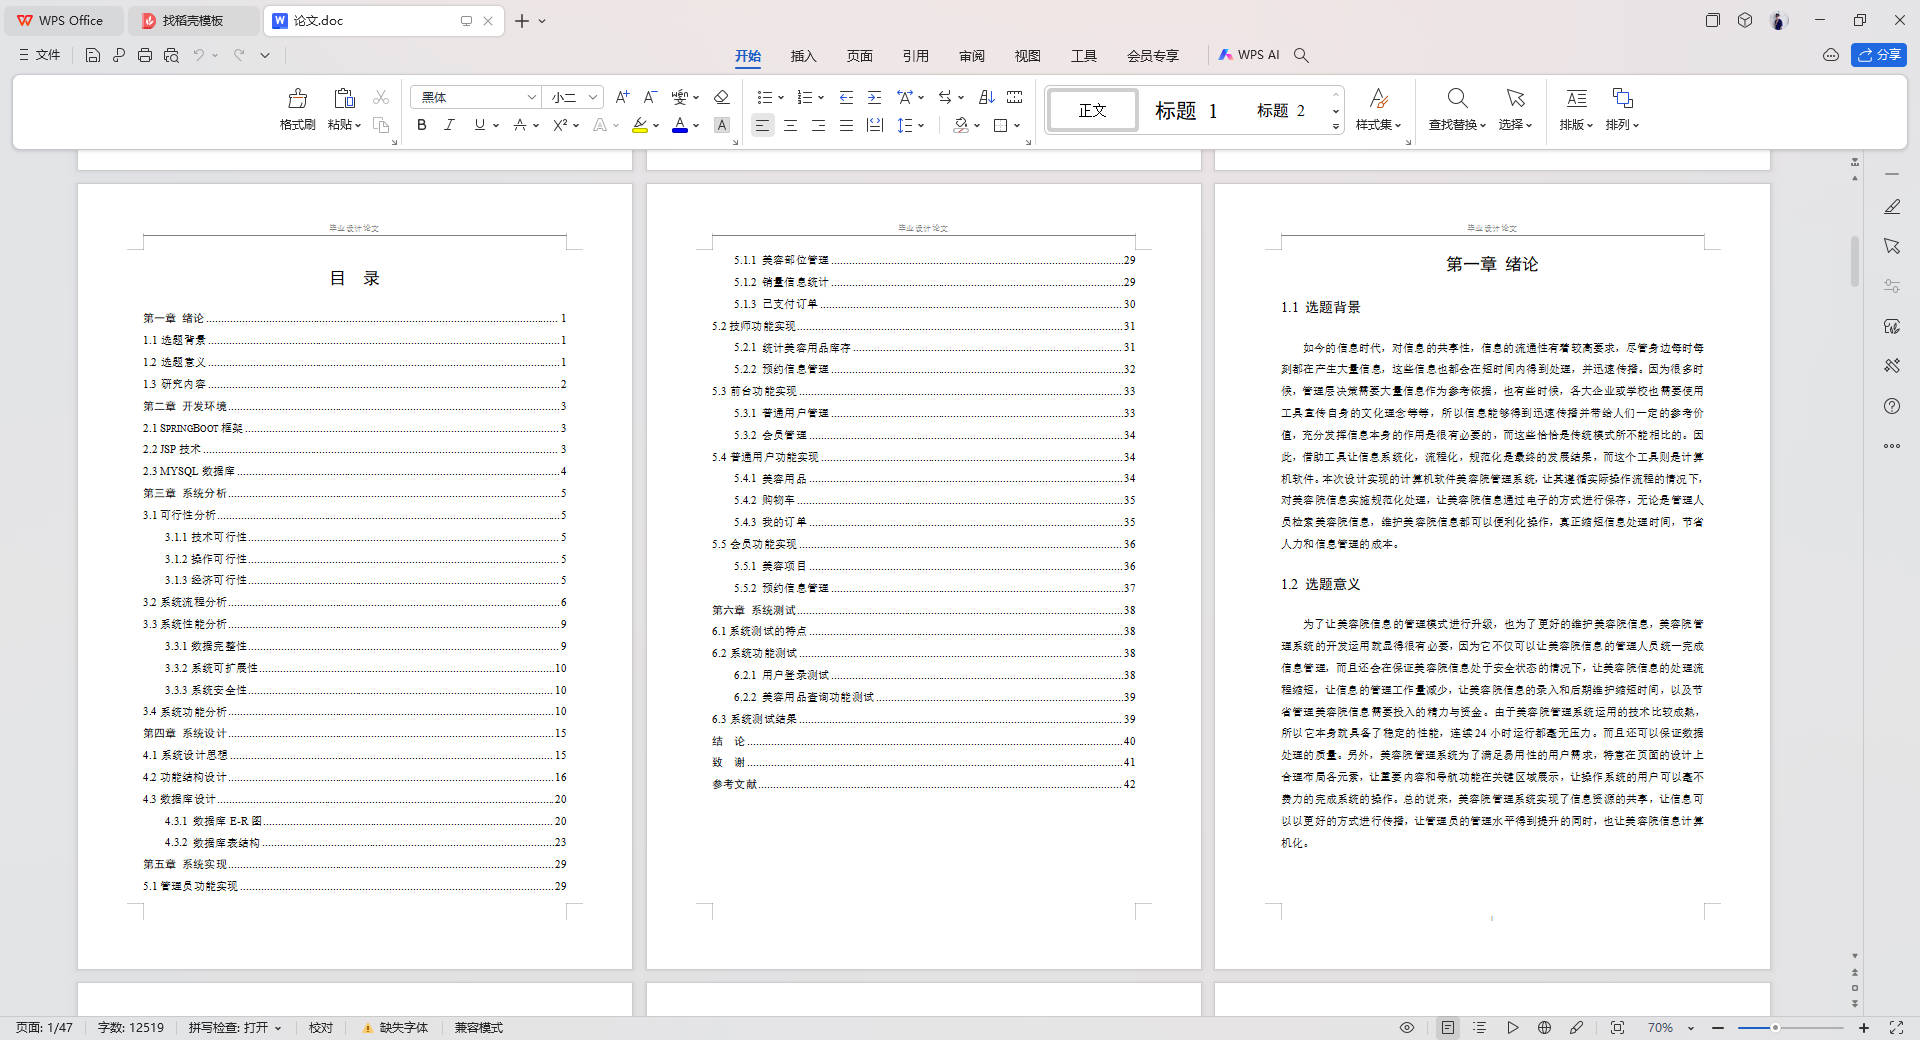 WPS Office
找稻壳模板
论文.doc
文件
开始
插入
页面
引用
审阅
视图
工具
会员专享
WPS AI
分享
格式刷
粘贴
黑体
小二
正文
标题 1
标题 2
样式集
查找替换
选择
排版
排列
毕业设计论文
目 录
第一章 绪论 1
1.1 选题背景 1
1.2 选题意义 1
1.3 研究内容 2
第二章 开发环境 3
2.1 SPRINGBOOT 框架 3
2.2 JSP 技术 3
2.3 MYSQL 数据库 4
第三章 系统分析 5
3.1 可行性分析 5
3.1.1 技术可行性 5
3.1.2 操作可行性 5
3.1.3 经济可行性 5
3.2 系统流程分析 6
3.3 系统性能分析 9
3.3.1 数据完整性 9
3.3.2 系统可扩展性 10
3.3.3 系统安全性 10
3.4 系统功能分析 10
第四章 系统设计 15
4.1 系统设计思想 15
4.2 功能结构设计 16
4.3 数据库设计 20
4.3.1 数据库 E-R 图 20
4.3.2 数据库表结构 23
第五章 系统实现 29
5.1 管理员功能实现 29
毕业设计论文
5.1.1 美容部位管理 29
5.1.2 销量信息统计 29
5.1.3 已支付订单 30
5.2 技师功能实现 31
5.2.1 统计美容用品库存 31
5.2.2 预约信息管理 32
5.3 前台功能实现 33
5.3.1 普通用户管理 33
5.3.2 会员管理 34
5.4 普通用户功能实现 34
5.4.1 美容用品 34
5.4.2 购物车 35
5.4.3 我的订单 35
5.5 会员功能实现 36
5.5.1 美容项目 36
5.5.2 预约信息管理 37
第六章 系统测试 38
6.1 系统测试的特点 38
6.2 系统功能测试 38
6.2.1 用户登录测试 38
6.2.2 美容用品查询功能测试 39
6.3 系统测试结果 39
结 论 40
致 谢 41
参考文献 42
毕业设计论文
第一章 绪论
1.1 选题背景
如今的信息时代，对信息的共享性，信息的流通性有着较高要求，尽管身边每时每
刻都在产生大量信息，这些信息也都会在短时间内得到处理，并迅速传播。因为很多时
候，管理层决策需要大量信息作为参考依据，也有些时候，各大企业或学校也需要使用
工具宣传自身的文化理念等等，所以信息能够得到迅速传播并带给人们一定的参考价
值，充分发挥信息本身的作用是很有必要的，而这些恰恰是传统模式所不能相比的。因
此，借助工具让信息系统化，流程化，规范化是最终的发展结果，而这个工具则是计算
机软件。本次设计实现的计算机软件美容院管理系统，让其遵循实际操作流程的情况下，
对美容院信息实施规范化处理，让美容院信息通过电子的方式进行保存，无论是管理人
员检索美容院信息，维护美容院信息都可以便利化操作，真正缩短信息处理时间，节省
人力和信息管理的成本。
1.2 选题意义
为了让美容院信息的管理模式进行升级，也为了更好的维护美容院信息，美容院管
理系统的开发运用就显得很有必要，因为它不仅可以让美容院信息的管理人员统一完成
信息管理，而且还会在保证美容院信息处于安全状态的情况下，让美容院信息的处理流
程缩短，让信息的管理工作量减少，让美容院信息的录入和后期维护缩短时间，以及节
省管理美容院信息需要投入的精力与资金。由于美容院管理系统运用的技术比较成熟，
所以它本身就具备了稳定的性能，连续 24 小时运行都毫无压力。而且还可以保证数据
处理的质量。另外，美容院管理系统为了满足易用性的用户需求，特意在页面的设计上
合理布局各元素，让重要内容和导航功能在关键区域展示，让操作系统的用户可以毫不
费力的完成系统的操作。总的说来，美容院管理系统实现了信息资源的共享，让信息可
以以更好的方式进行传播，让管理员的管理水平得到提升的同时，也让美容院信息计算
机化。
页面: 1/47
字数: 12519
拼写检查: 打开
校对
缺失字体
兼容模式
70%